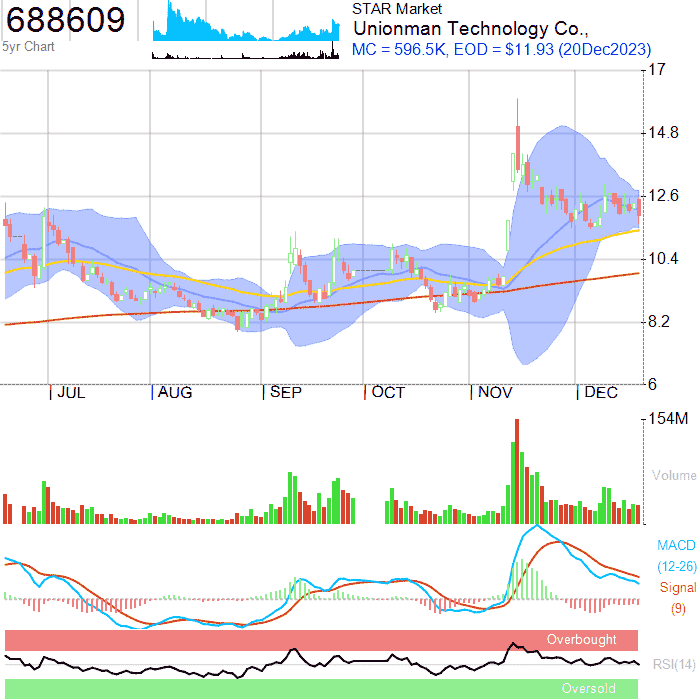 688609
5yr Chart
STAR Market
Unionman Technology Co.,
MC = 596.5K, EOD = $11.93 (20Dec2023)
17
14.8
12.6
10.4
8.2
6
JUL AUG SEP OCT NOV DEC
154M
Volume
MACD
(12-26)
Signal
(9)
Overbought
RSI(14)
Oversold